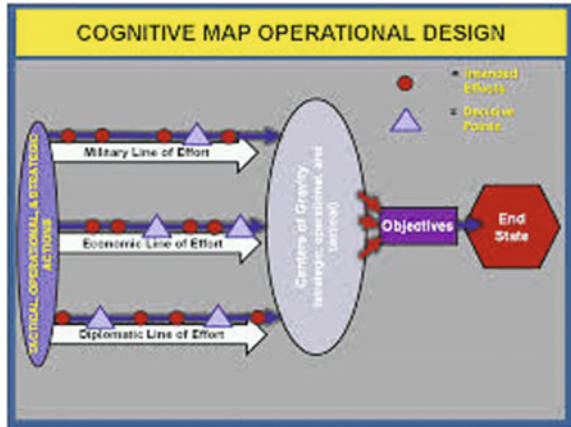 COGNITIVE MAP OPERATIONAL DESIGN
= Intended
Effects
= Decisive
Points
Military Line of Effort
Economic Line of Effort
Diplomatic Line of Effort
TACTICAL, OPERATIONAL, & STRATEGIC
ACTIONS
Centers of Gravity
(strategic, operational, and
tactical)
Objectives
End
State